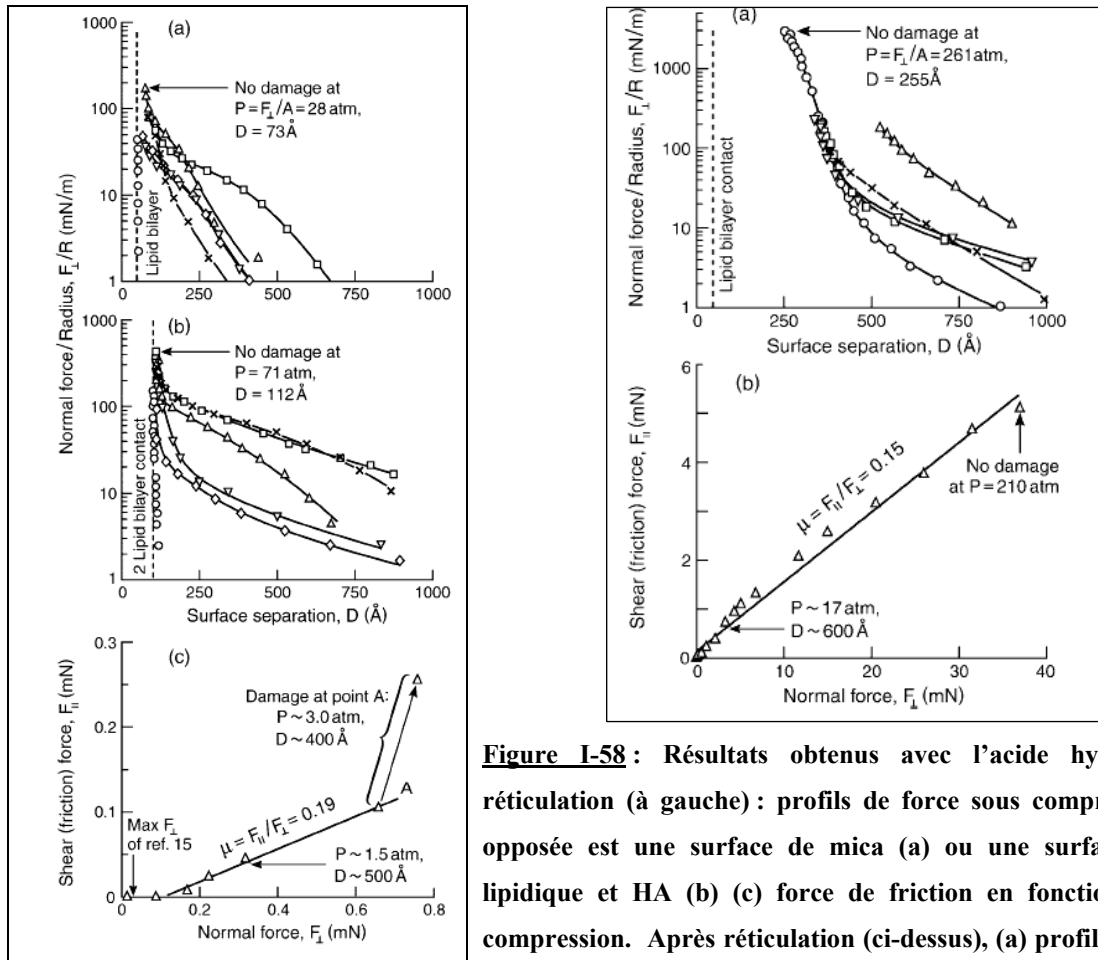 (a)
1000
100
10
1
No damage at
P = F⊥/A = 28 atm,
D = 73 Å
Lipid bilayer
0 250 500 750 1000
Normal force/Radius, F⊥/R (mN/m)
(b)
1000
100
10
1
No damage at
P = 71 atm,
D = 112 Å
2 Lipid bilayer contact
0 250 500 750 1000
Surface separation, D (Å)
(c)
0.3
0.2
0.1
0
Shear (friction) force, F∥ (mN)
Damage at point A:
P ~ 3.0 atm,
D ~ 400 Å
A
Max F⊥
of ref. 15
μ = F∥/F⊥ = 0.19
P ~ 1.5 atm,
D ~ 500 Å
0 0.2 0.4 0.6 0.8
Normal force, F⊥ (mN)
(a)
1000
100
10
1
Normal force/Radius, F⊥/R (mN/m)
No damage at
P = F⊥/A = 261 atm,
D = 255 Å
Lipid bilayer contact
0 250 500 750 1000
Surface separation, D (Å)
(b)
6
4
2
0
Shear (friction) force, F∥ (mN)
μ = F∥/F⊥ = 0.15
No damage
at P = 210 atm
P ~ 17 atm,
D ~ 600 Å
10 20 30 40
Normal force, F⊥ (mN)
Figure I-58 : Résultats obtenus avec l'acide hy
réticulation (à gauche) : profils de force sous compr
opposée est une surface de mica (a) ou une surfa
lipidique et HA (b) (c) force de friction en fonctio
compression. Après réticulation (ci-dessus), (a) profil